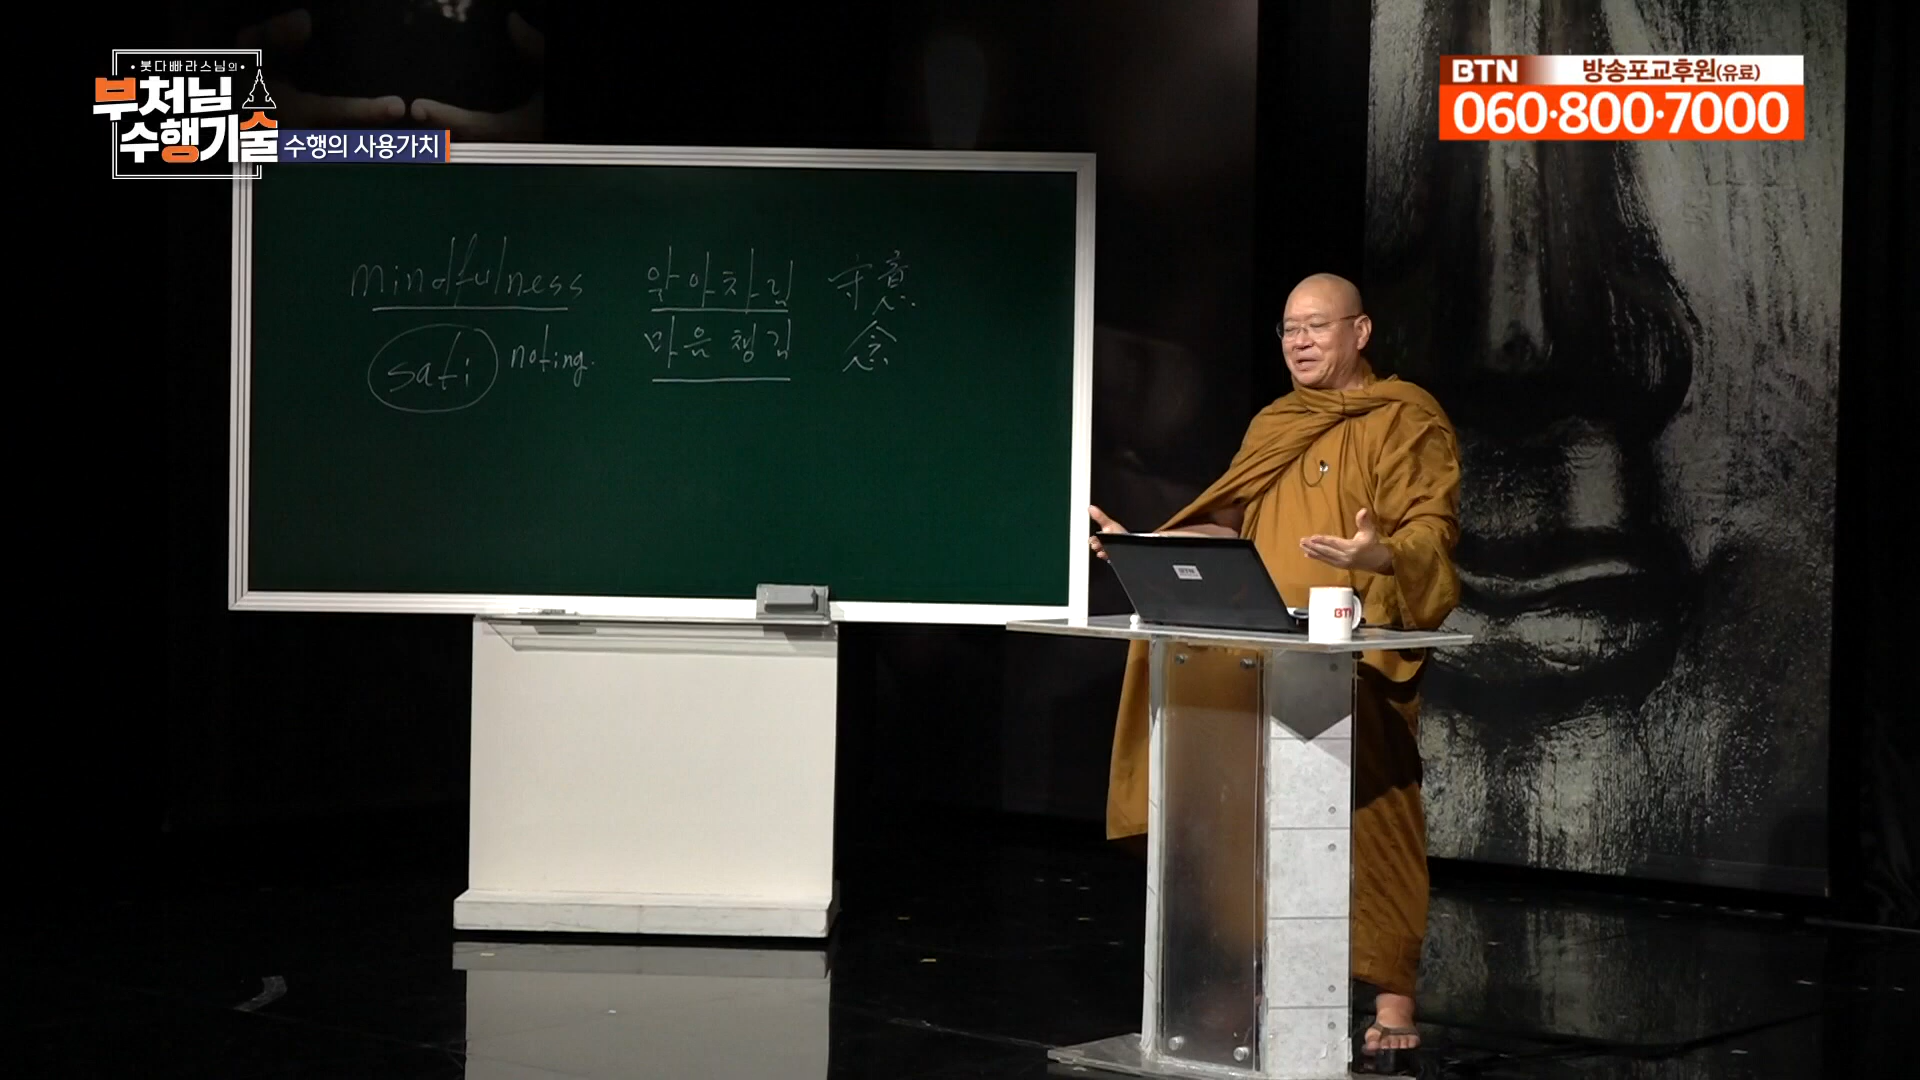 •붓다빠라스님의•
부처님
수행기술
수행의 사용가치
BTN 방송포교후원(유료)
060·800·7000
mindfulness 알아차림 守意
sati noting. 마음챙김 念
BTN
BTN